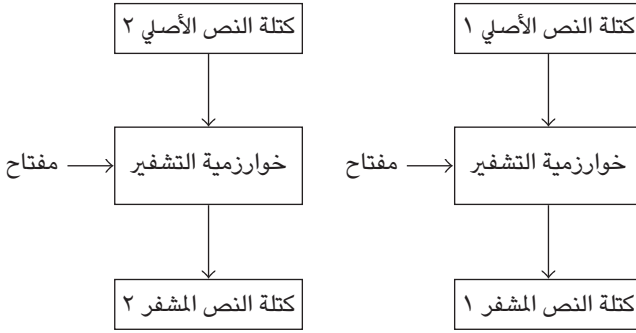 كتلة النص الأصلي ١
كتلة النص الأصلي ٢
خوارزمية التشفير
مفتاح
خوارزمية التشفير
مفتاح
كتلة النص المشفر ١
كتلة النص المشفر ٢